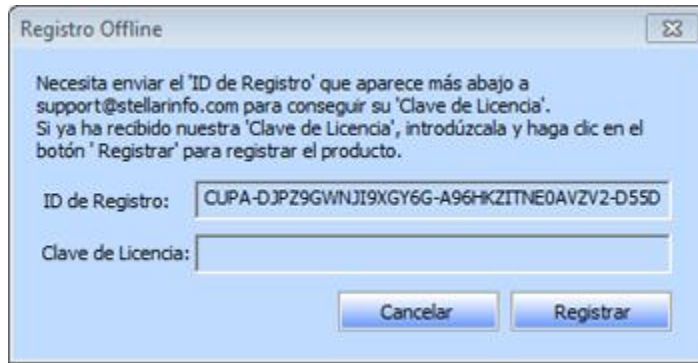 Registro Offline
Necesita enviar el 'ID de Registro' que aparece más abajo a
support@stellarinfo.com para conseguir su 'Clave de Licencia'.
Si ya ha recibido nuestra 'Clave de Licencia', introdúzcala y haga clic en el
botón ' Registrar' para registrar el producto.
ID de Registro: CUPA-DJPZ9GWNJI9XGY6G-A96HKZITNE0AVZV2-D55D
Clave de Licencia:
Cancelar Registrar